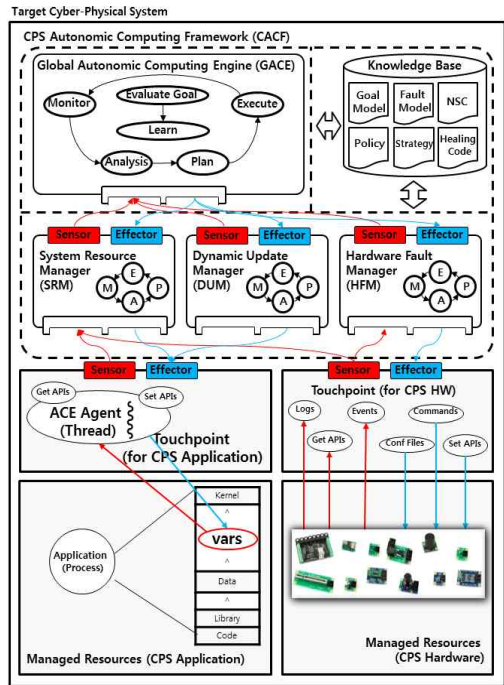 Target Cyber-Physical System
CPS Autonomic Computing Framework (CACF)
Global Autonomic Computing Engine (GACE)
Monitor
Evaluate Goal
Execute
Learn
Analysis
Plan
Knowledge Base
Goal
Model
Fault
Model
NSC
Policy
Strategy
Healing
Code
Sensor
Effector
Sensor
Effector
Sensor
Effector
System Resource
Manager
(SRM)
E
M
P
A
Dynamic Update
Manager
(DUM)
E
M
P
A
Hardware Fault
Manager
(HFM)
E
M
P
A
Sensor
Effector
Sensor
Effector
Get APIs
Set APIs
ACE Agent
(Thread)
Touchpoint
(for CPS Application)
Touchpoint (for CPS HW)
Logs
Events
Commands
Get APIs
Conf Files
Set APIs
Application
(Process)
Kernel
^
vars
Data
^
Library
Code
Managed Resources (CPS Application)
Managed Resources
(CPS Hardware)